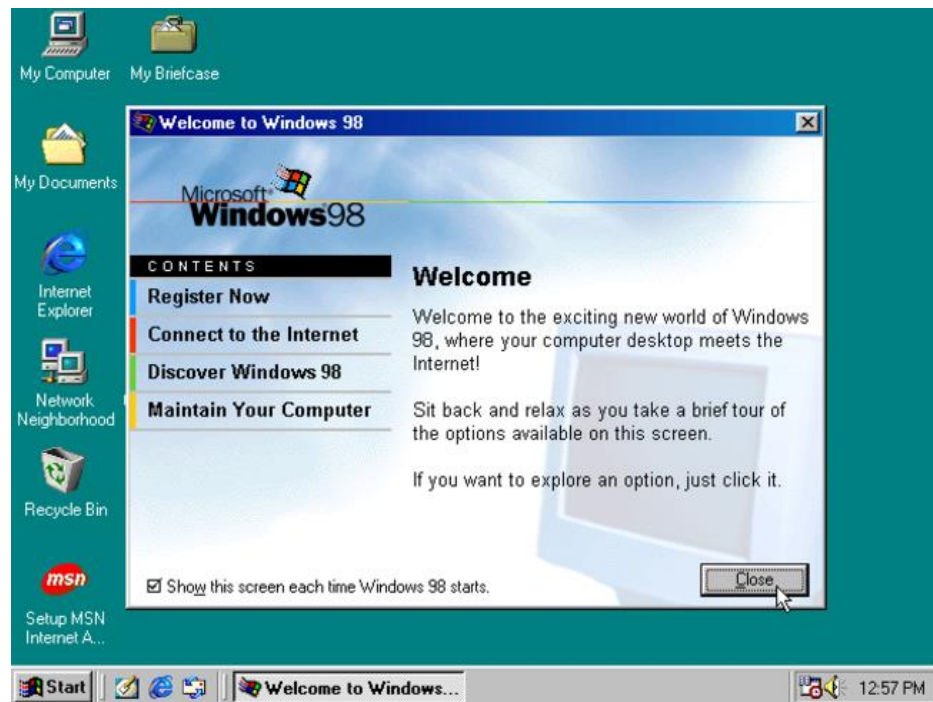 My Computer
My Briefcase
My Documents
Internet
Explorer
Network
Neighborhood
Recycle Bin
msn
Setup MSN
Internet A...
Welcome to Windows 98
Microsoft
Windows98
CONTENTS
Register Now
Connect to the Internet
Discover Windows 98
Maintain Your Computer
Welcome
Welcome to the exciting new world of Windows
98, where your computer desktop meets the
Internet!
Sit back and relax as you take a brief tour of
the options available on this screen.
If you want to explore an option, just click it.
Show this screen each time Windows 98 starts.
Close
Start
Welcome to Windows...
12:57 PM